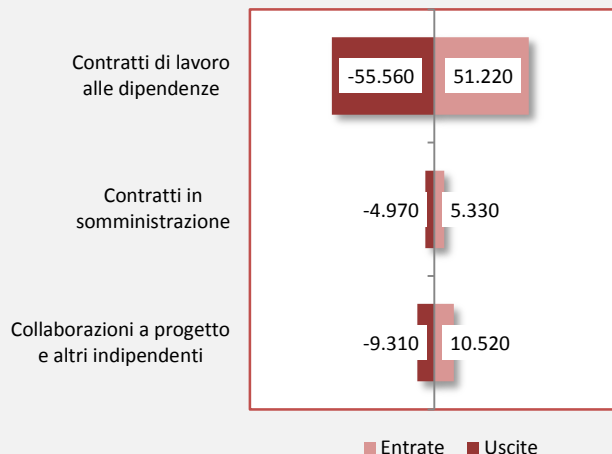 Contratti di lavoro
alle dipendenze
-55.560
51.220
Contratti in
somministrazione
-4.970
5.330
Collaborazioni a progetto
e altri indipendenti
-9.310
10.520
Entrate
Uscite